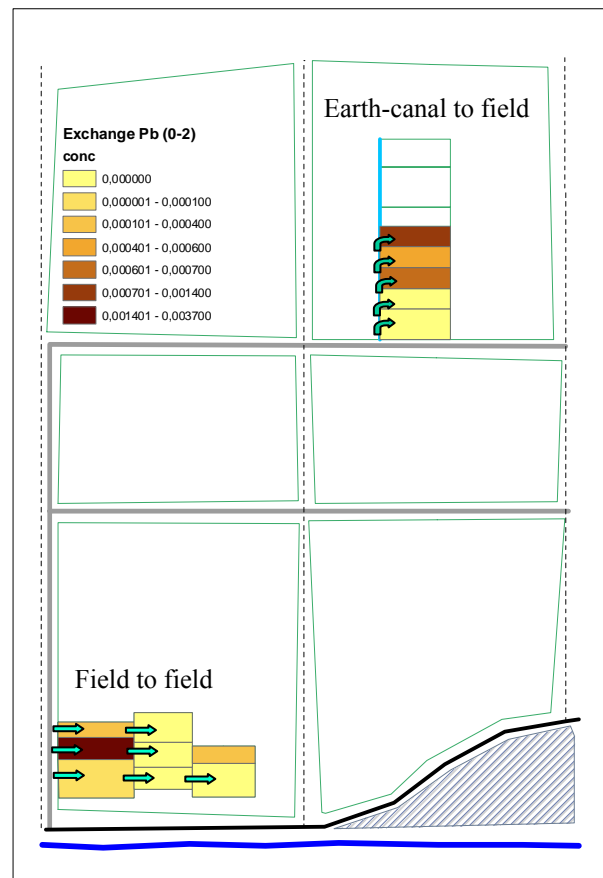 Earth-canal to field
Exchange Pb (0-2)
conc
0,000000
0,000001 - 0,000100
0,000101 - 0,000400
0,000401 - 0,000600
0,000601 - 0,000700
0,000701 - 0,001400
0,001401 - 0,003700
Field to field